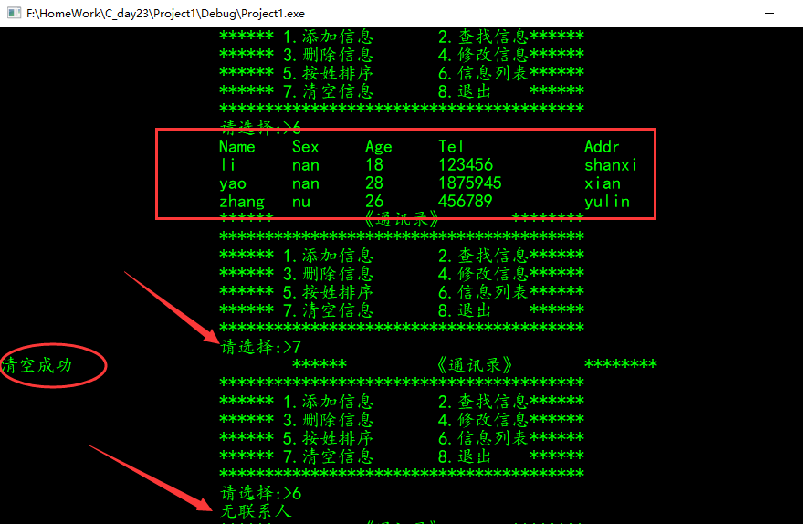 F:\HomeWork\C_day23\Project1\Debug\Project1.exe
****** 1.添加信息 2.查找信息******
****** 3.删除信息 4.修改信息******
****** 5.按姓排序 6.信息列表******
****** 7.清空信息 8.退出 ******
****************************************
请选择:>6
Name Sex Age Tel Addr
li nan 18 123456 shanxi
yao nan 28 1875945 xian
zhang nu 26 456789 yulin
****** 《通讯录》 ********
****************************************
****** 1.添加信息 2.查找信息******
****** 3.删除信息 4.修改信息******
****** 5.按姓排序 6.信息列表******
****** 7.清空信息 8.退出 ******
****************************************
请选择:>7
清空成功 ****** 《通讯录》 ********
****************************************
****** 1.添加信息 2.查找信息******
****** 3.删除信息 4.修改信息******
****** 5.按姓排序 6.信息列表******
****** 7.清空信息 8.退出 ******
****************************************
请选择:>6
无联系人